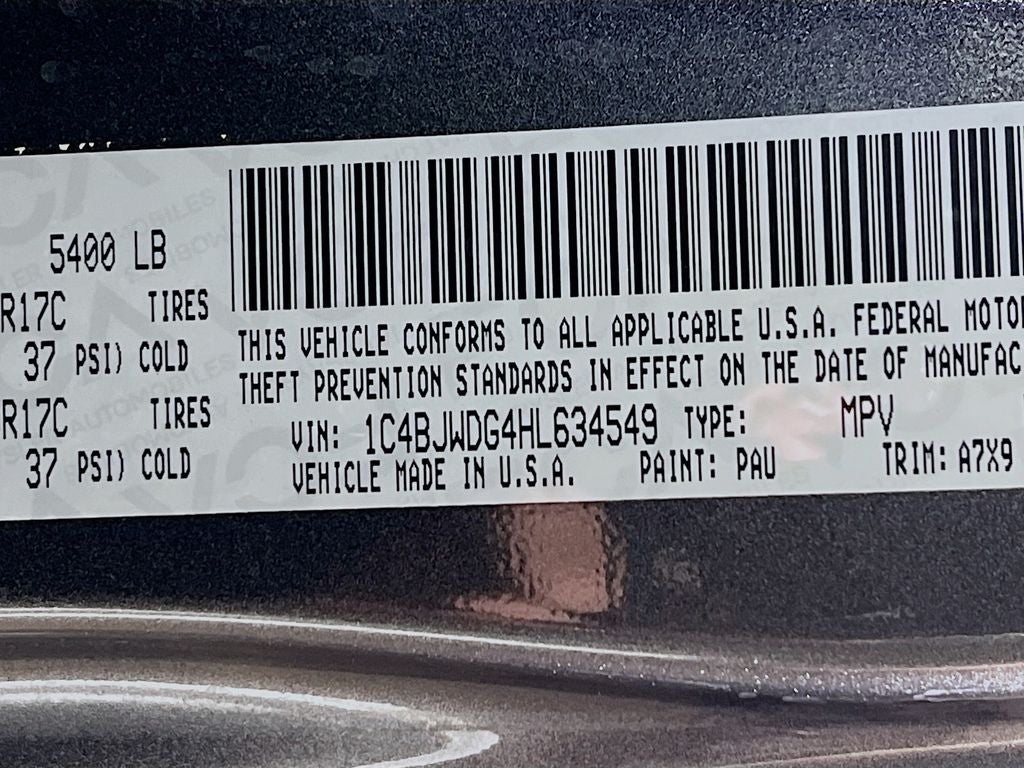 5400 LB
R17C TIRES
37 PSI) COLD
R17C TIRES
37 PSI) COLD
THIS VEHICLE CONFORMS TO ALL APPLICABLE U.S.A. FEDERAL MOTO
THEFT PREVENTION STANDARDS IN EFFECT ON THE DATE OF MANUFAC
VIN: 1C4BJWDG4HL634549 TYPE: MPV
VEHICLE MADE IN U.S.A. PAINT: PAU TRIM: A7X9